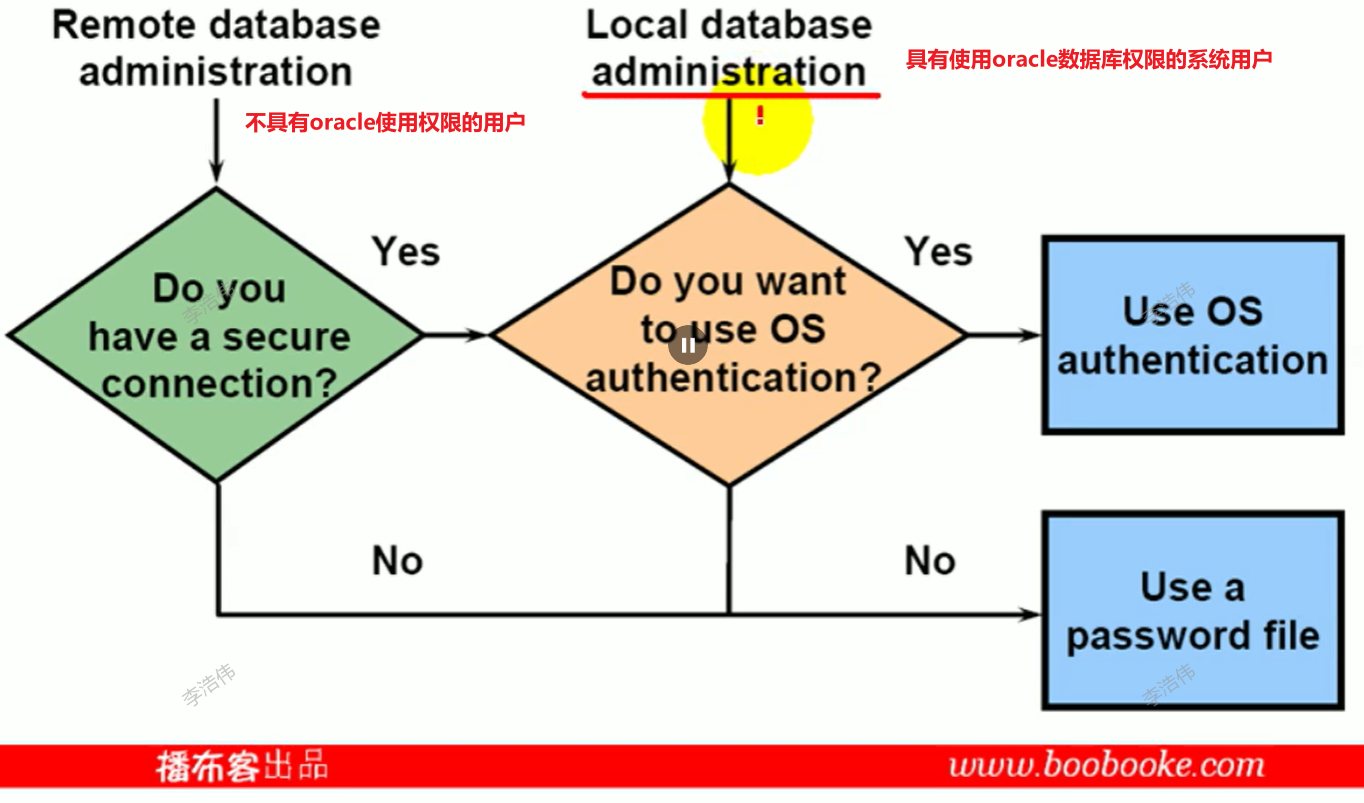 Remote database
administration
Local database
administration
具有使用oracle数据库权限的系统用户
不具有oracle使用权限的用户
!
Yes
Yes
Do you
have a secure
connection?
Do you want
to use OS
authentication?
Use OS
authentication
No
No
Use a
password file
李浩伟
李浩伟
李浩伟
李浩伟
播布客出品
www.boobooke.com